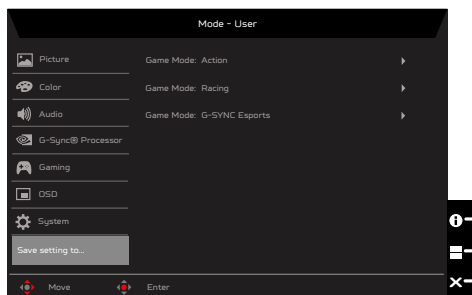 Mode - User
Picture
Game Mode: Action
Color
Game Mode: Racing
Audio
Game Mode: G-SYNC Esports
G-Sync® Processor
Gaming
OSD
System
Save setting to...
Move
Enter